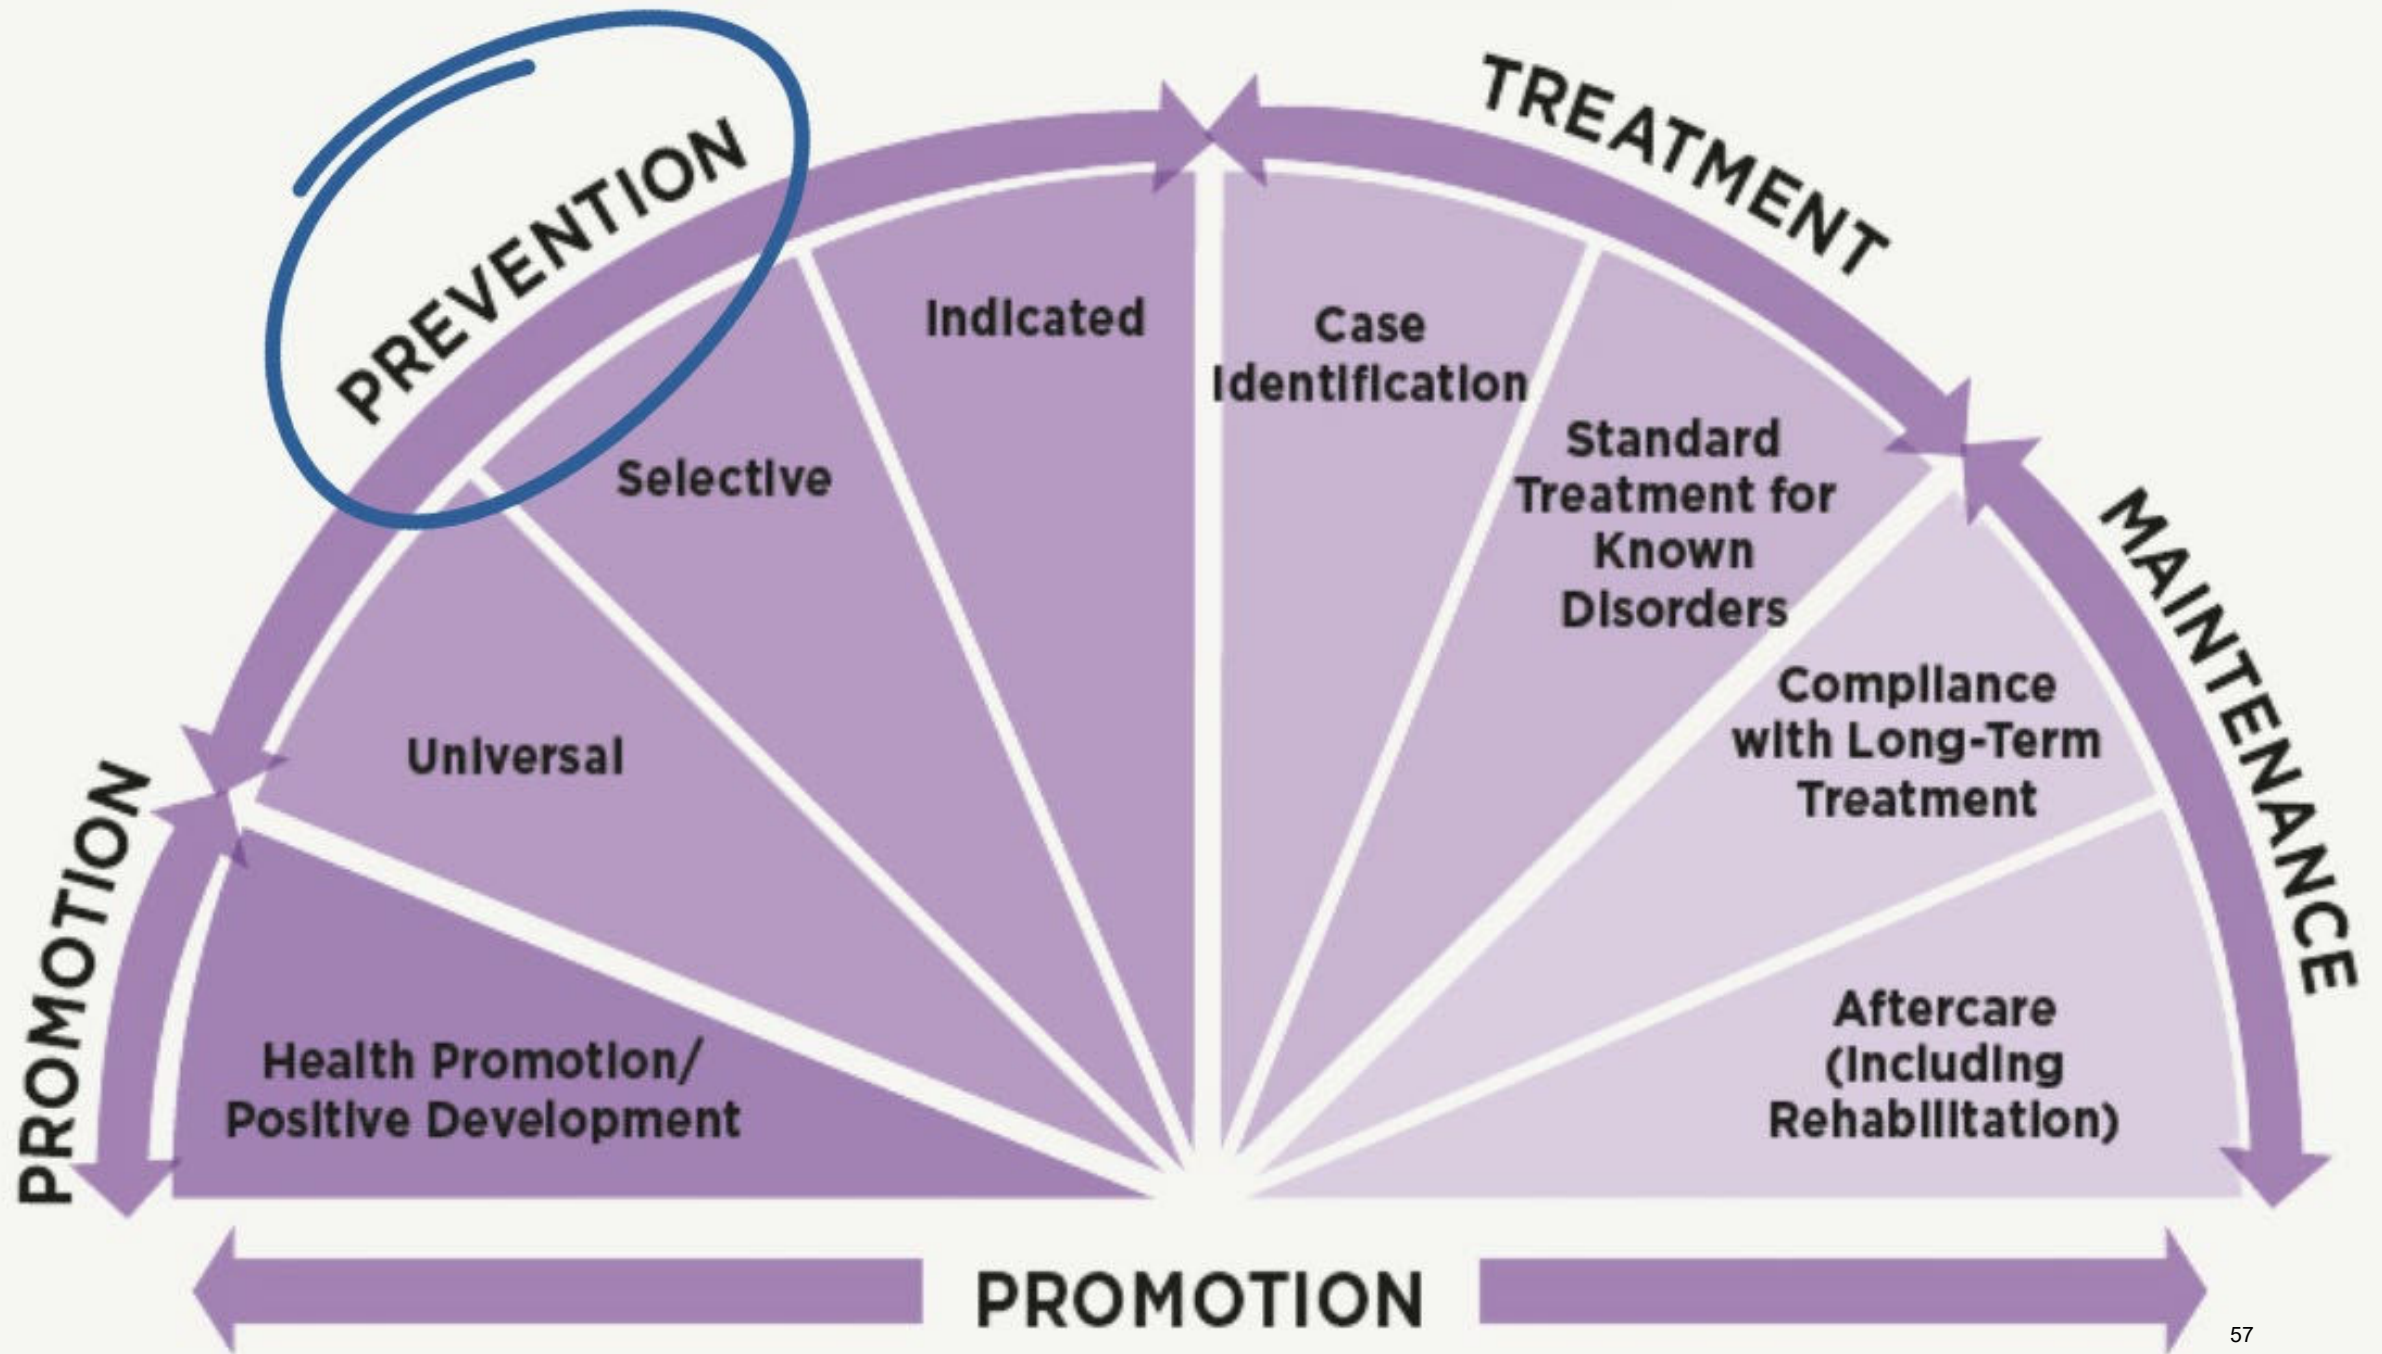 PREVENTION
TREATMENT
MAINTENANCE
PROMOTION
Indicated
Case
Identification
Selective
Standard
Treatment for
Known
Disorders
Universal
Compliance
with Long-Term
Treatment
Health Promotion/
Positive Development
Aftercare
(Including
Rehabilitation)
PROMOTION
57